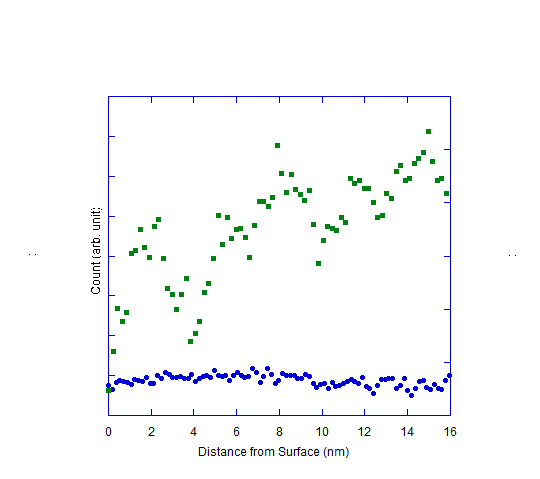 Count (arb. unit;
0 2 4 6 8 10 12 14 16
Distance from Surface (nm)